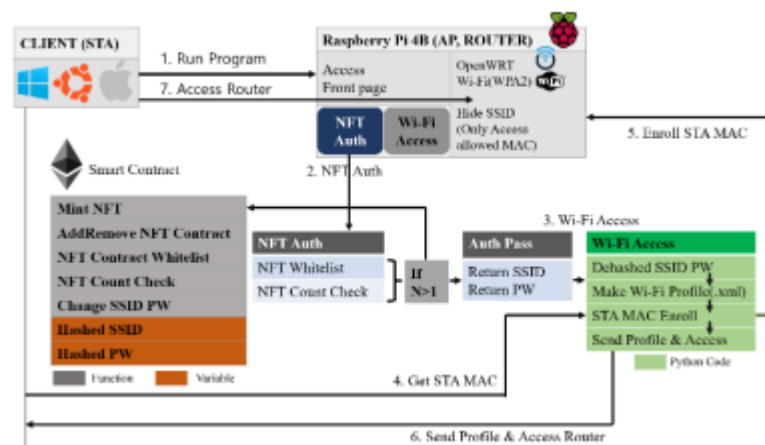 CLIENT (STA)
1. Run Program
7. Access Router
Raspberry Pi 4B (AP, ROUTER)
Access
Front page
OpenWRT
Wi-Fi(WPA2)
WiFi
Hide SSID
(Only Access
allowed MAC)
NFT
Auth
Wi-Fi
Access
5. Enroll STA MAC
2. NFT Auth
Smart Contract
Mint NFT
AddRemove NFT Contract
NFT Contract Whitelist
NFT Count Check
Change SSID PW
Hashed SSID
Hashed PW
Function
Variable
NFT Auth
NFT Whitelist
NFT Count Check
If
N>1
Auth Pass
Return SSID
Return PW
3. Wi-Fi Access
Wi-Fi Access
Dehashed SSID PW
Make Wi-Fi Profile(.xml)
STA MAC Enroll
Send Profile & Access
Python Code
4. Get STA MAC
6. Send Profile & Access Router